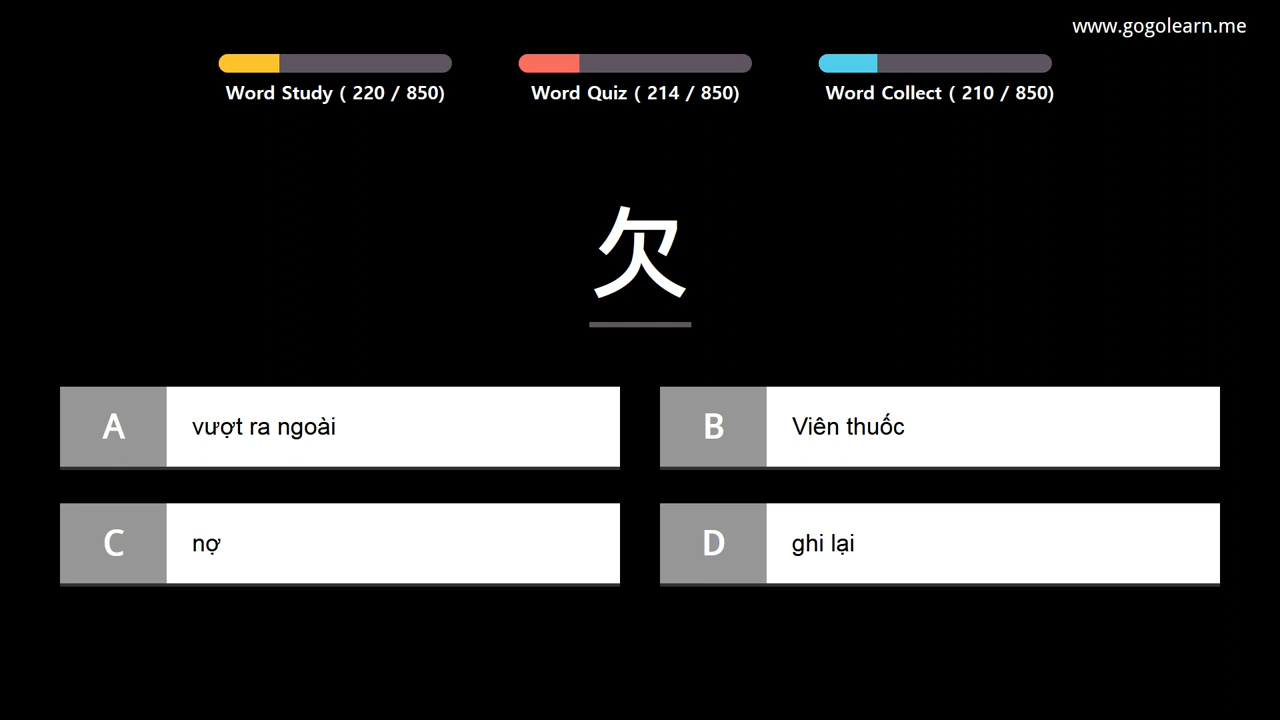 www.gogolearn.me
Word Study ( 220 / 850)
Word Quiz ( 214 / 850)
Word Collect ( 210 / 850)
欠
A vượt ra ngoài
B Viên thuốc
C nợ
D ghi lại